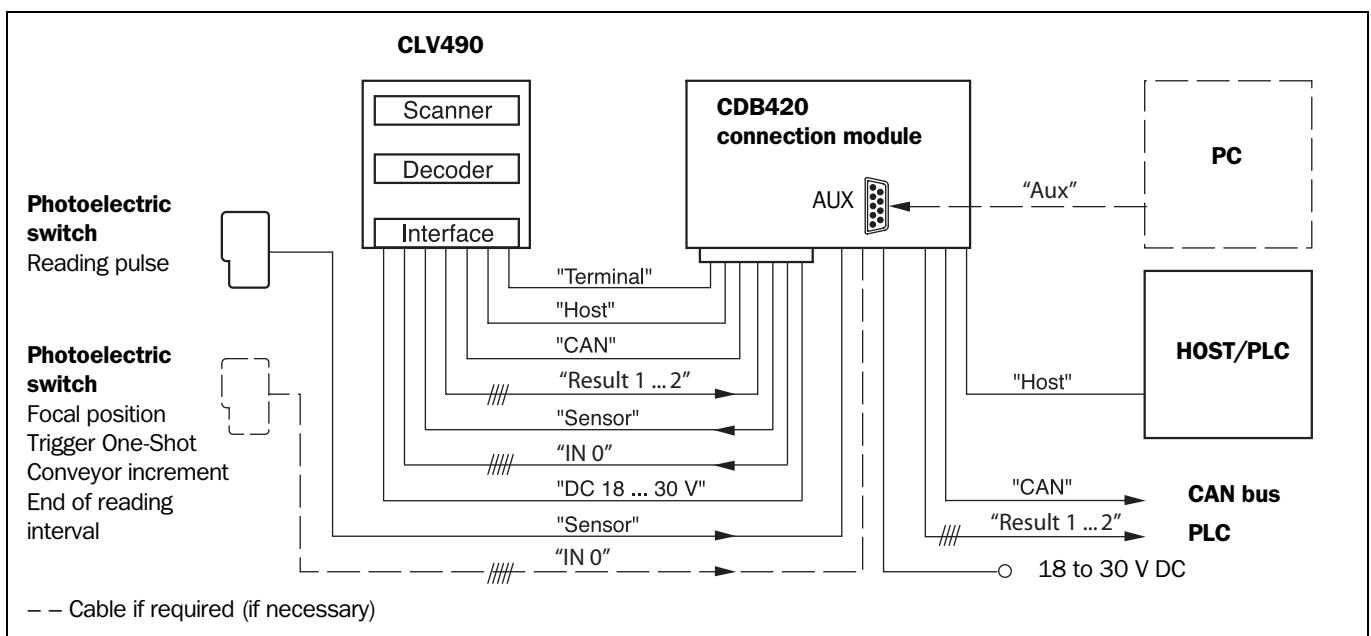 CLV490
Scanner
Decoder
Interface
CDB420
connection module
AUX
PC
“Aux”
Photoelectric
switch
Reading pulse
"Terminal"
"Host"
"CAN"
“Result 1 ... 2”
"Sensor"
“IN 0”
"DC 18 ... 30 V"
"Sensor"
“IN 0”
Photoelectric
switch
Focal position
Trigger One-Shot
Conveyor increment
End of reading
interval
HOST/PLC
"Host"
"CAN"
CAN bus
“Result 1 ... 2”
PLC
18 to 30 V DC
– – Cable if required (if necessary)